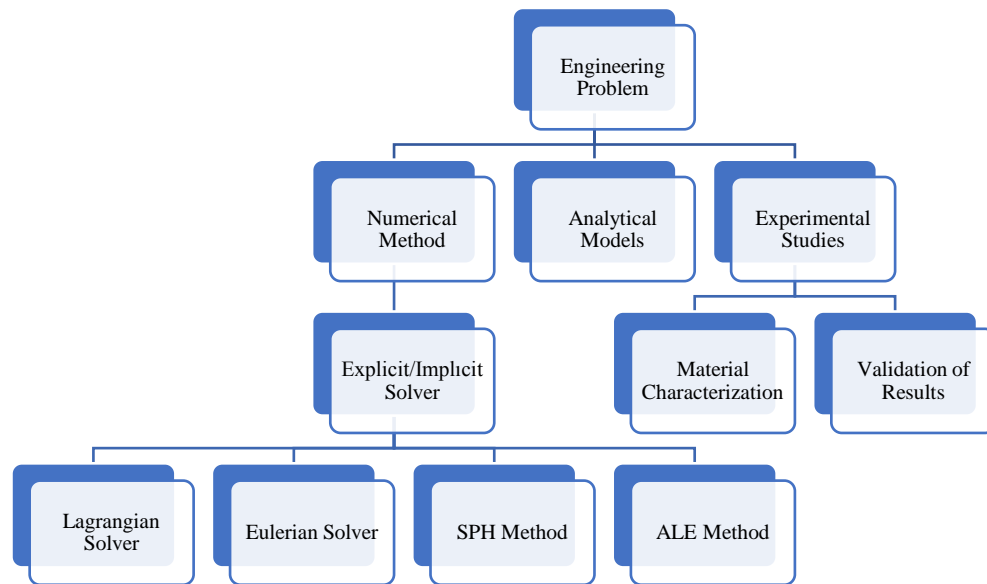 Engineering
Problem
Numerical
Method
Analytical
Models
Experimental
Studies
Explicit/Implicit
Solver
Material
Characterization
Validation of
Results
Lagrangian
Solver
Eulerian Solver
SPH Method
ALE Method